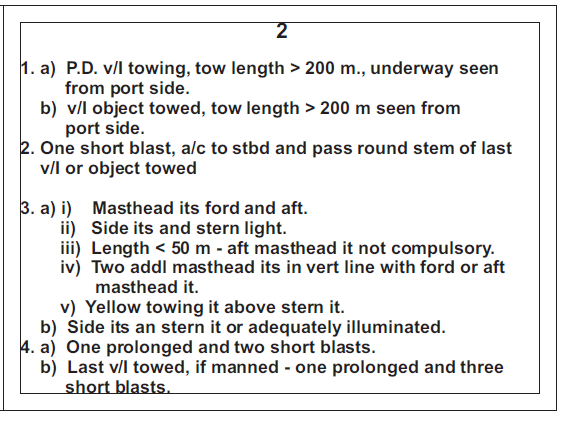 2
1. a) P.D. v/l towing, tow length > 200 m., underway seen
from port side.
b) v/l object towed, tow length > 200 m seen from
port side.
2. One short blast, a/c to stbd and pass round stem of last
v/l or object towed
3. a) i) Masthead its ford and aft.
ii) Side its and stern light.
iii) Length < 50 m - aft masthead it not compulsory.
iv) Two addl masthead its in vert line with ford or aft
masthead it.
v) Yellow towing it above stern it.
b) Side its an stern it or adequately illuminated.
4. a) One prolonged and two short blasts.
b) Last v/l towed, if manned - one prolonged and three
short blasts.